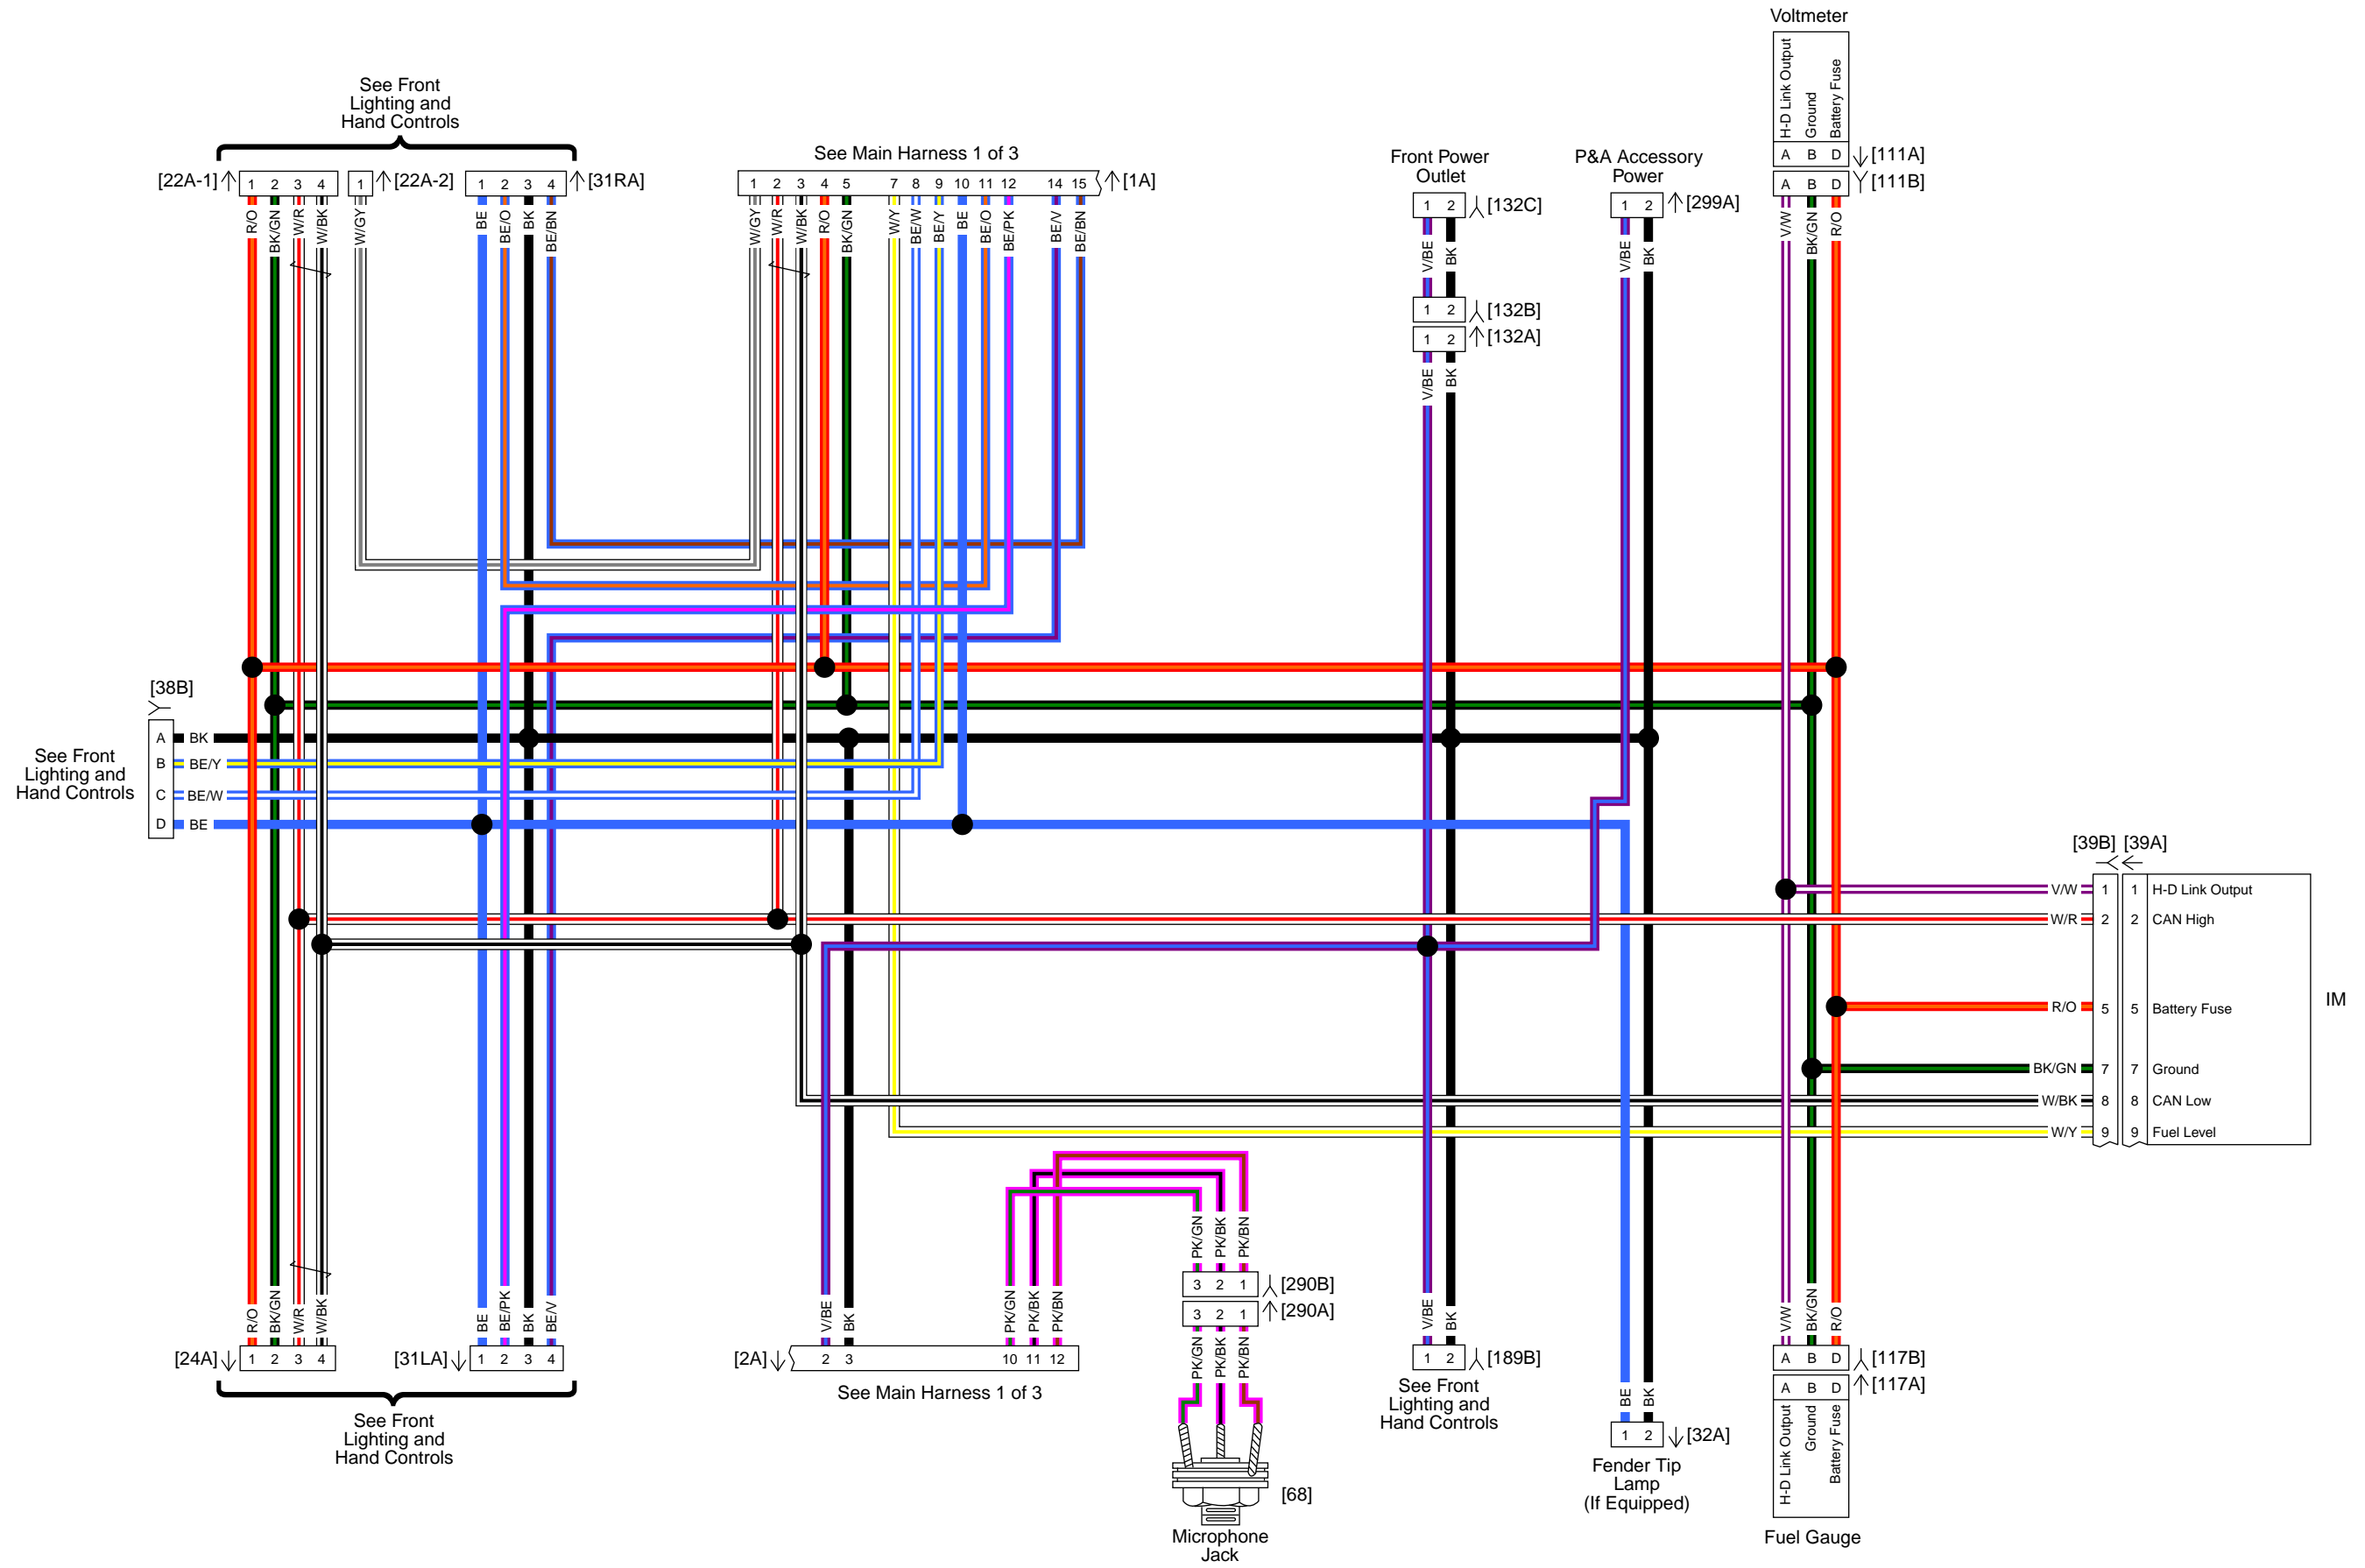 Voltmeter
H-D Link Output
Ground
Battery Fuse
A B D [111A]
A B D [111B]
V/W BK/GN R/O
See Front
Lighting and
Hand Controls
[22A-1] 1 2 3 4
1 [22A-2]
1 2 3 4 [31RA]
R/O BK/GN W/R W/BK W/GY BE BE/O BK BE/BN
See Main Harness 1 of 3
1 2 3 4 5 7 8 9 10 11 12 14 15 [1A]
W/GY W/R W/BK R/O BK/GN W/Y BE/W BE/Y BE BE/O BE/PK BE/V BE/BN
Front Power
Outlet
1 2 [132C]
V/BE BK
1 2 [132B]
1 2 [132A]
V/BE BK
P&A Accessory
Power
1 2 [299A]
V/BE BK
[38B]
See Front
Lighting and
Hand Controls
A BK
B BE/Y
C BE/W
D BE
[39B] [39A]
V/W 1 1 H-D Link Output
W/R 2 2 CAN High
R/O 5 5 Battery Fuse
BK/GN 7 7 Ground
W/BK 8 8 CAN Low
W/Y 9 9 Fuel Level
IM
R/O BK/GN W/R W/BK
[24A] 1 2 3 4
BE BE/PK BK BE/V
[31LA] 1 2 3 4
See Front
Lighting and
Hand Controls
V/BE BK PK/GN PK/BK PK/BN
[2A] 2 3 10 11 12
See Main Harness 1 of 3
PK/GN PK/BK PK/BN
3 2 1 [290B]
3 2 1 [290A]
PK/GN PK/BK PK/BN
[68]
Microphone
Jack
V/BE BK
1 2 [189B]
See Front
Lighting and
Hand Controls
BE BK
1 2 [32A]
Fender Tip
Lamp
(If Equipped)
V/W BK/GN R/O
A B D [117B]
A B D [117A]
H-D Link Output
Ground
Battery Fuse
Fuel Gauge